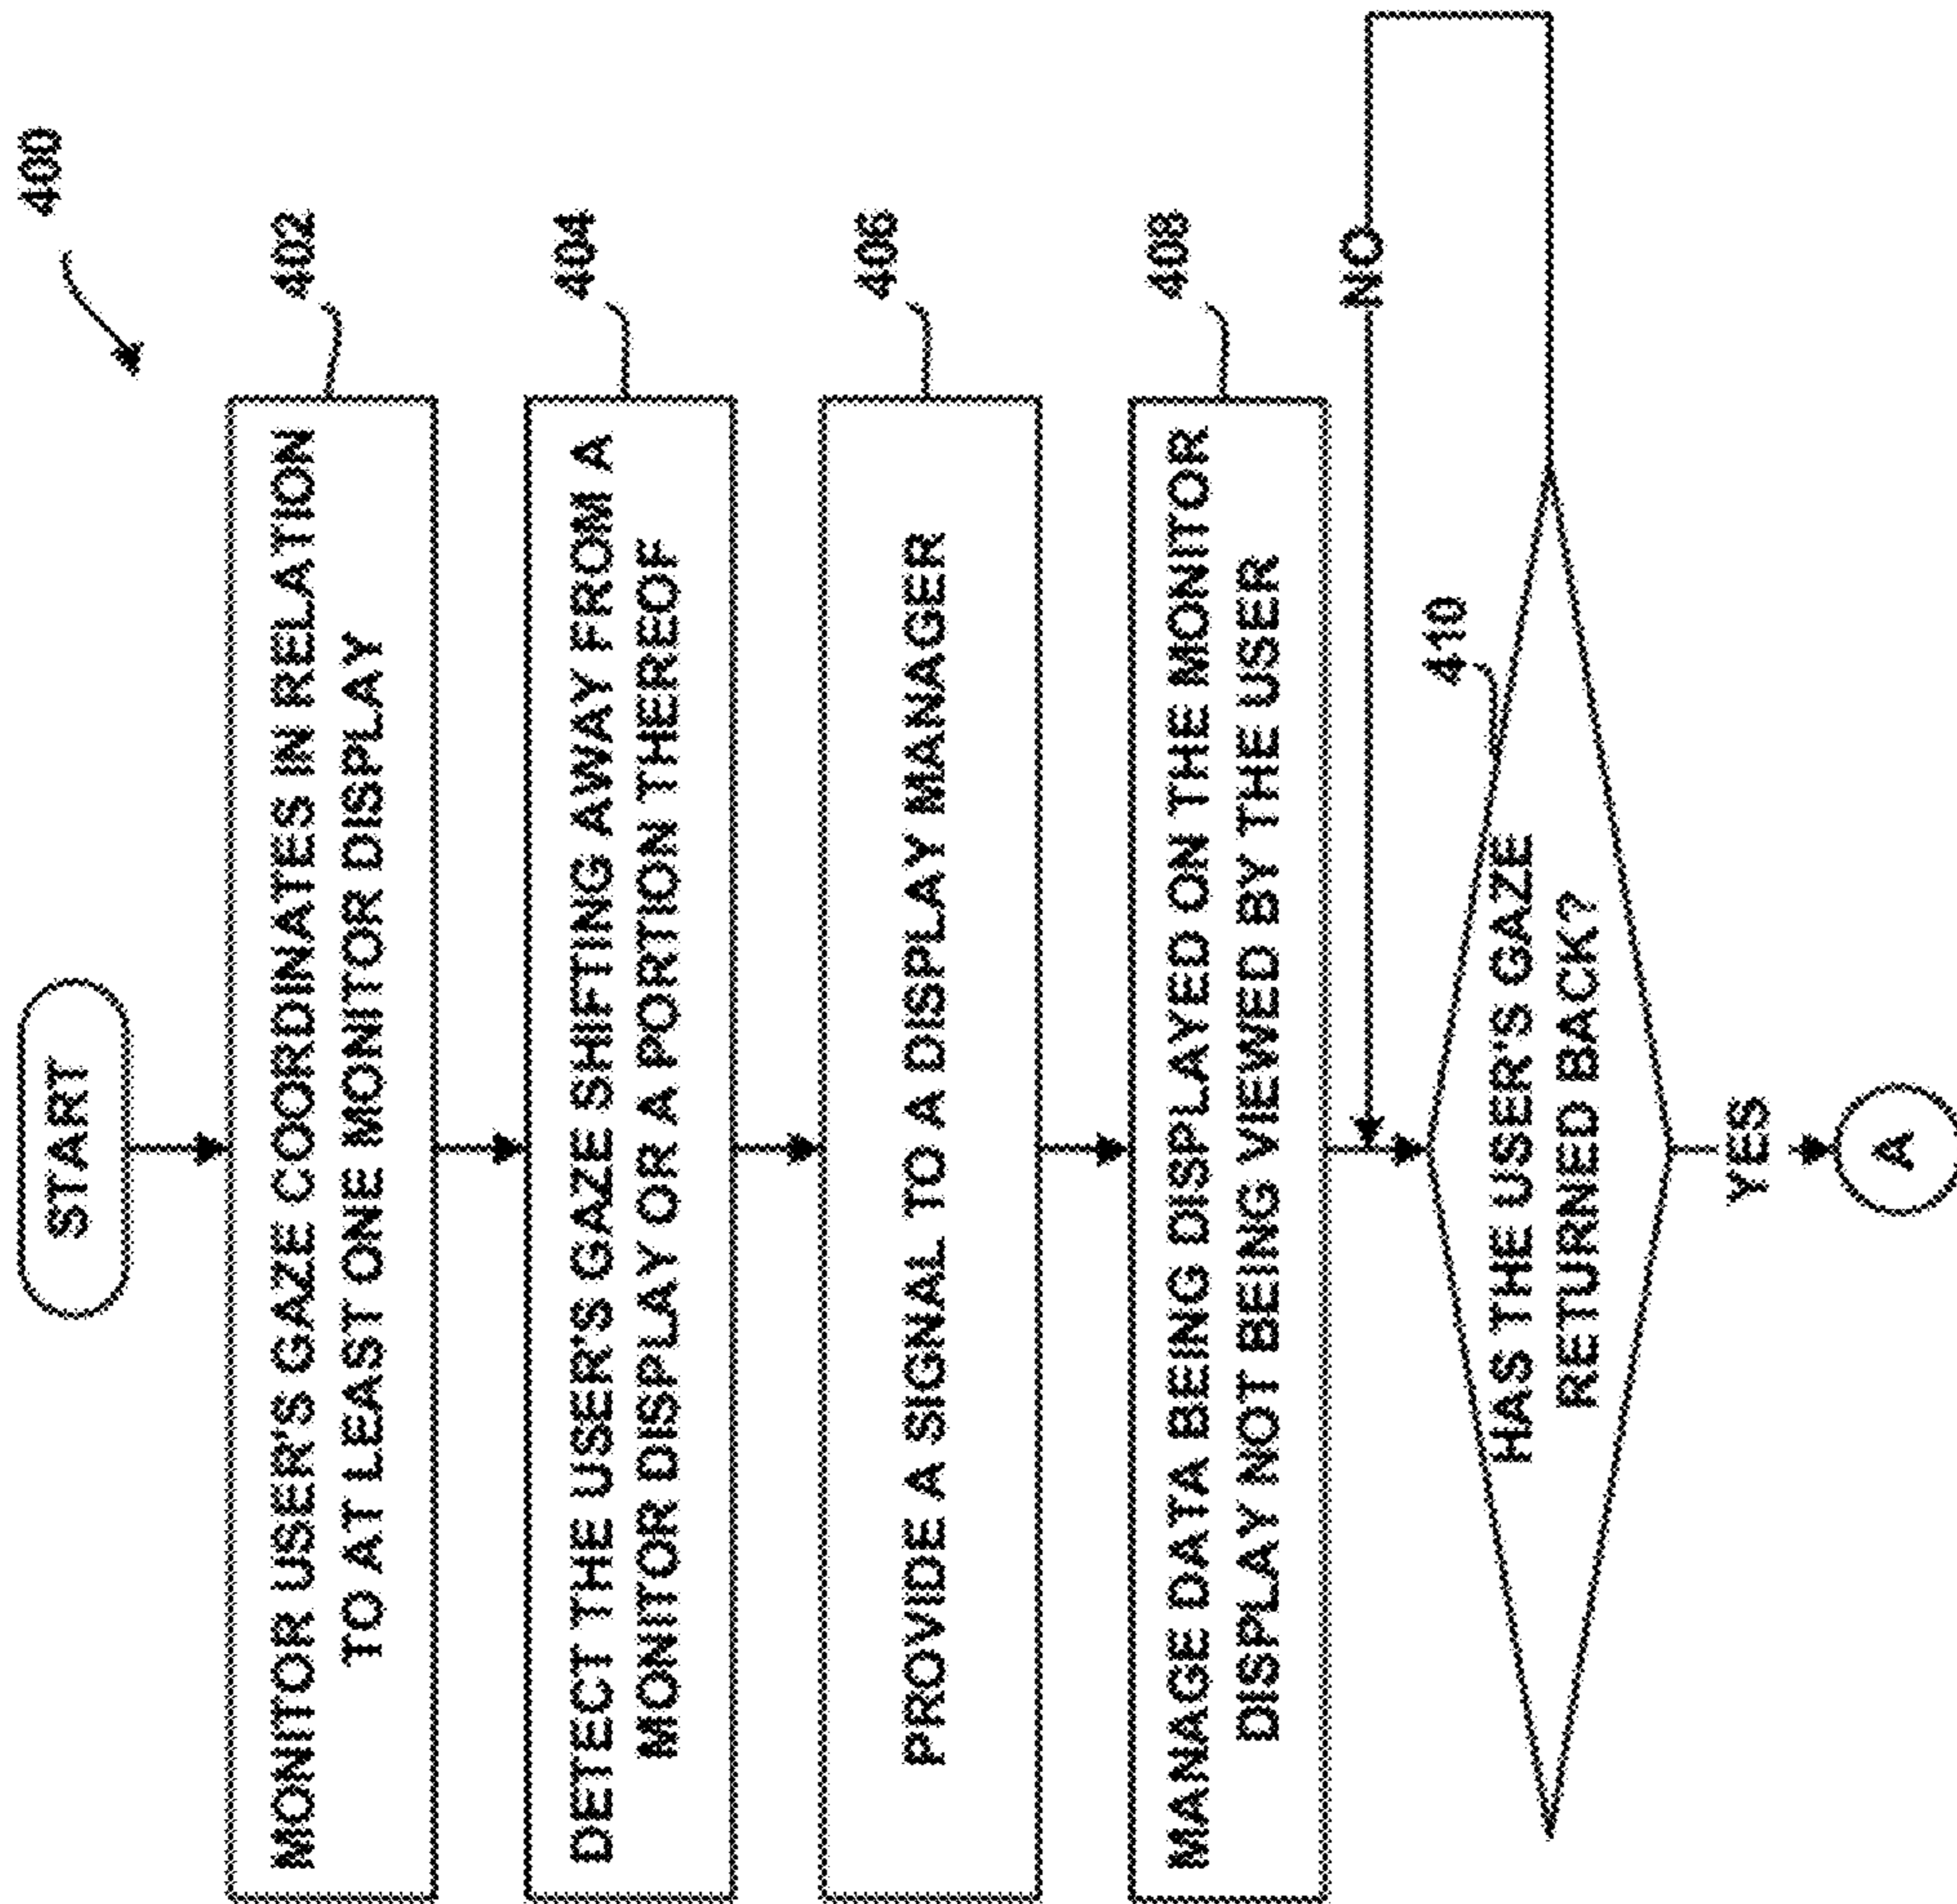 400
START
MONITOR USER'S GAZE COORDINATES IN RELATION
TO AT LEAST ONE MONITOR DISPLAY
402
DETECT THE USER'S GAZE SHIFTING AWAY FROM A
MONITOR DISPLAY OR A PORTION THEREOF
404
PROVIDE A SIGNAL TO A DISPLAY MANAGER
406
MANAGE DATA BEING DISPLAYED ON THE MONITOR
DISPLAY NOT BEING VIEWED BY THE USER
408
NO
410
HAS THE USER'S GAZE
RETURNED BACK?
YES
A